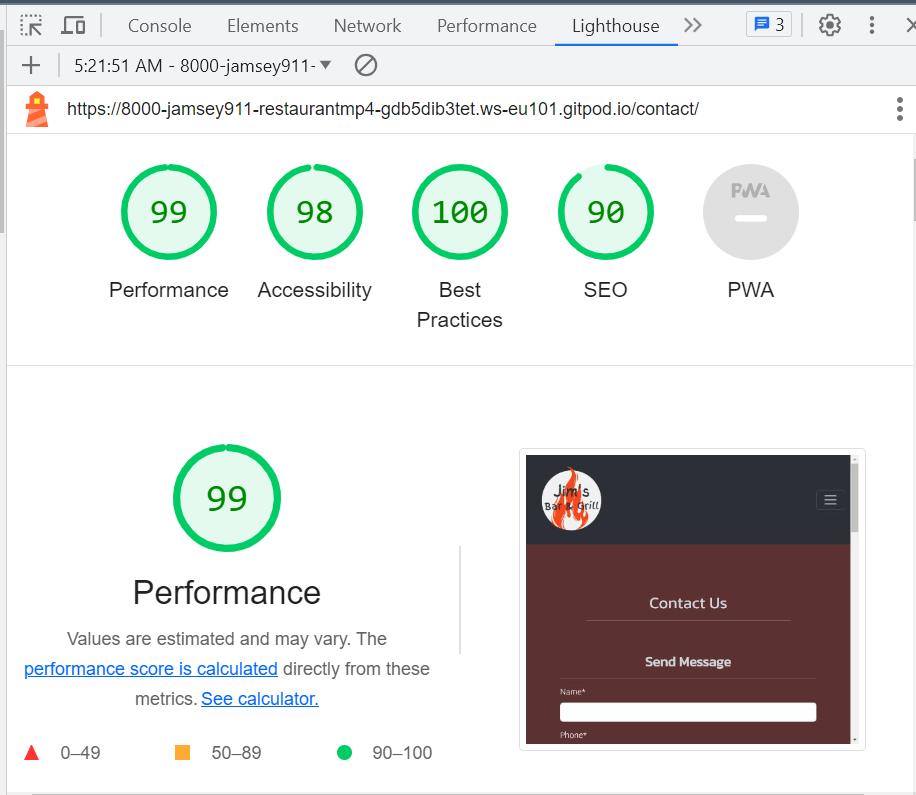 Console Elements Network Performance Lighthouse 3
5:21:51 AM - 8000-jamsey911-
https://8000-jamsey911-restaurantmp4-gdb5dib3tet.ws-eu101.gitpod.io/contact/
99 98 100 90 PWA
Performance Accessibility Best Practices SEO PWA
99
Performance
Values are estimated and may vary. The
performance score is calculated directly from these
metrics. See calculator.
0–49 50–89 90–100
Jim's
Bar & Grill
Contact Us
Send Message
Name*
Phone*